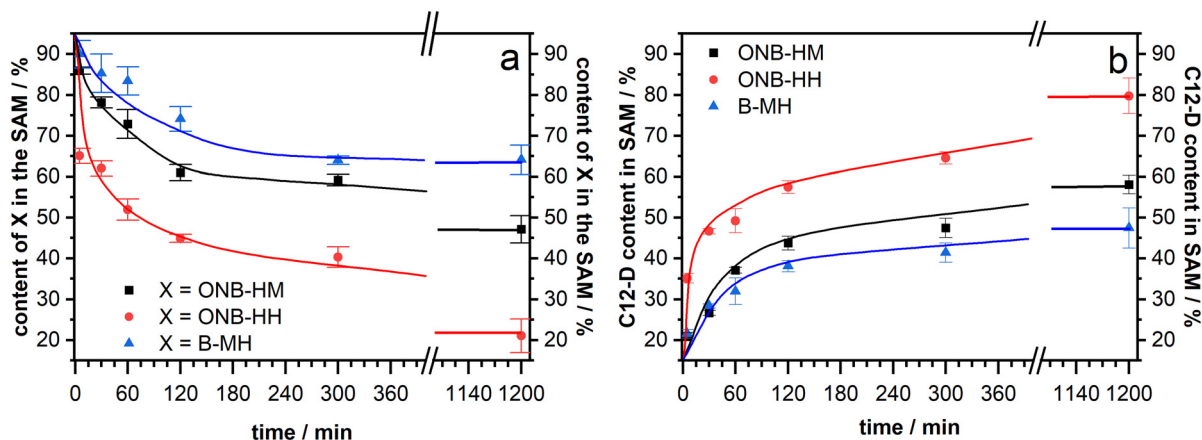 a
content of X in the SAM / %
90
80
70
60
50
40
30
20
X = ONB-HM
X = ONB-HH
X = B-MH
90
80
70
60
50
40
30
20
content of X in the SAM / %
0 60 120 180 240 300 360 1140 1200
time / min
b
C12-D content in SAM / %
90
80
70
60
50
40
30
20
ONB-HM
ONB-HH
B-MH
90
80
70
60
50
40
30
20
C12-D content in SAM / %
0 60 120 180 240 300 360 1140 1200
time / min